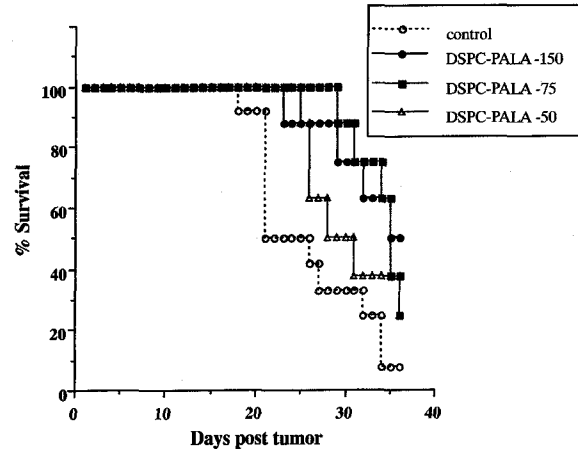 control
DSPC-PALA -150
DSPC-PALA -75
DSPC-PALA -50
100
80
60
40
20
0
% Survival
0 10 20 30 40
Days post tumor